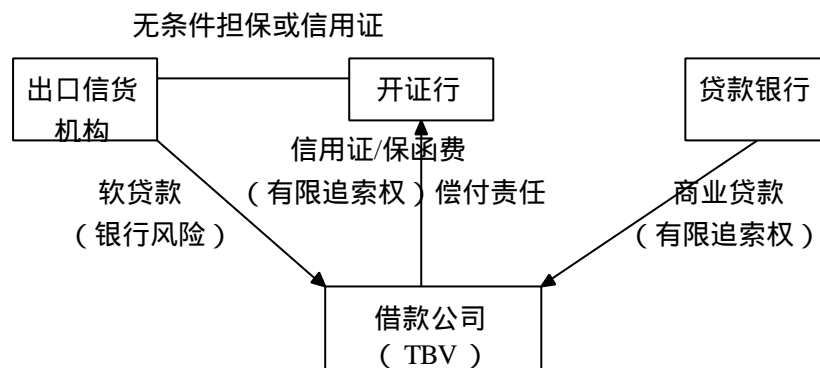 无条件担保或信用证
出口信货
机构
开证行
贷款银行
信用证/保函费
（有限追索权）偿付责任
软贷款
（银行风险）
商业贷款
（有限追索权）
借款公司
（ TBV ）